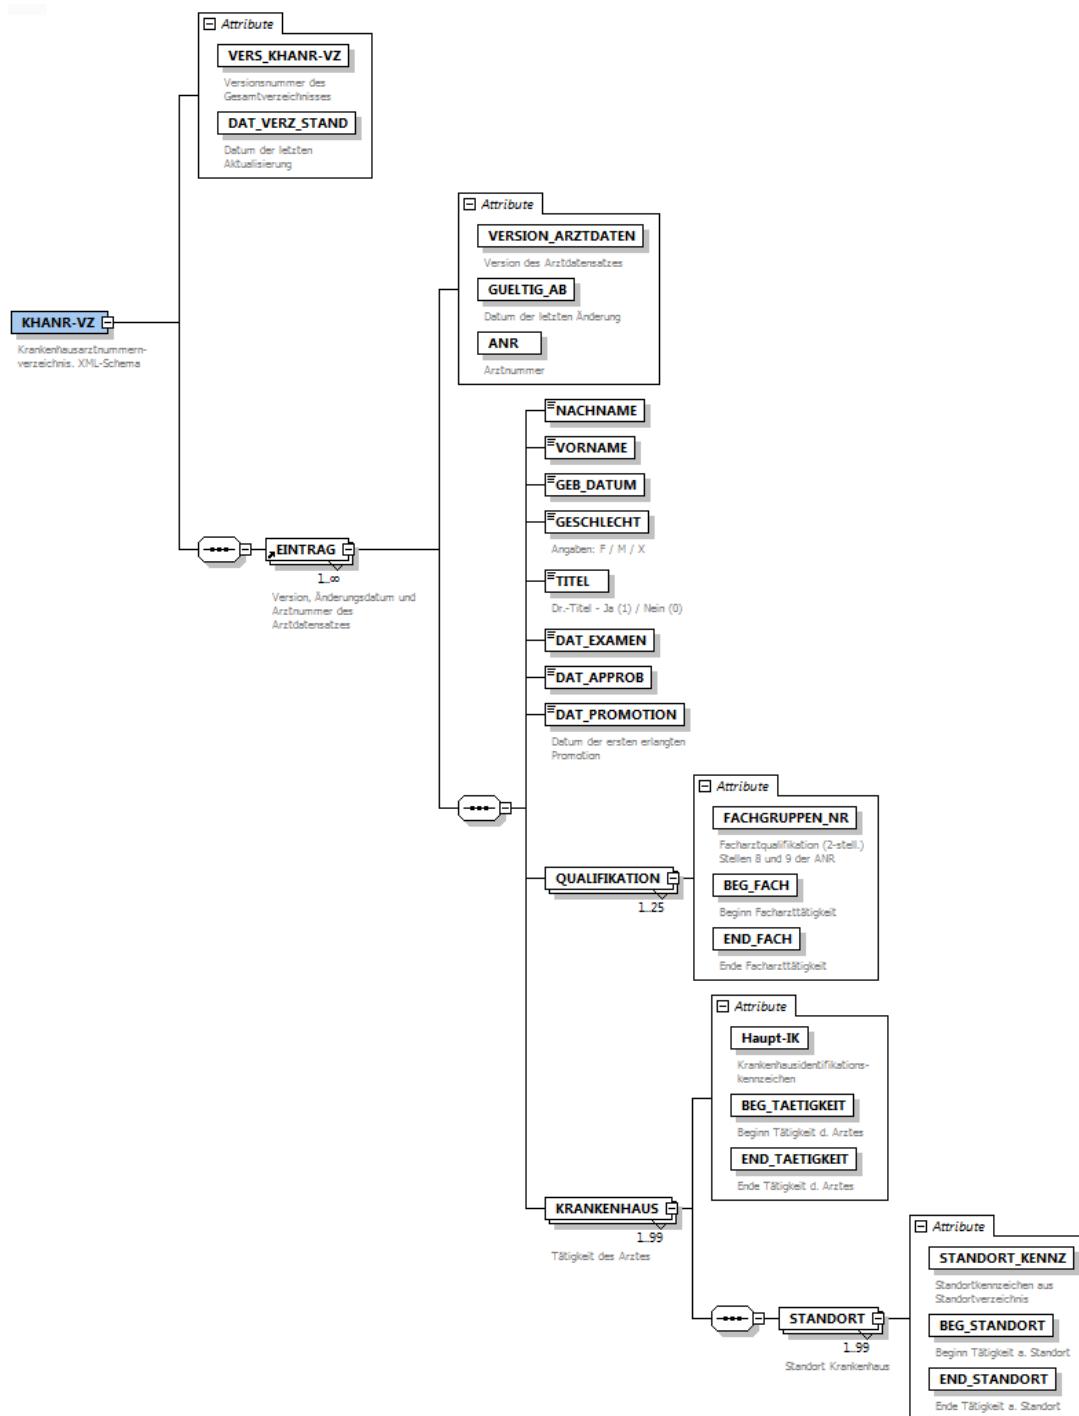 Attribute
VERS_KHANR-VZ
Versionsnummer des
Gesamtverzeichnisses
DAT_VERZ_STAND
Datum der letzten
Aktualisierung
Attribute
VERSION_ARZTDATEN
Version des Arztdatensatzes
GUELTIG_AB
Datum der letzten Änderung
ANR
Arztnummer
KHANR-VZ
Krankenhausarztnummern-
verzeichnis. XML-Schema
NACHNAME
VORNAME
GEB_DATUM
GESCHLECHT
Angaben: F / M / X
EINTRAG
1..∞
Version, Änderungsdatum und
Arztnummer des
Arztdatensatzes
TITEL
Dr.-Titel - Ja (1) / Nein (0)
DAT_EXAMEN
DAT_APPROB
DAT_PROMOTION
Datum der ersten erlangten
Promotion
Attribute
FACHGRUPPEN_NR
Facharztqualifikation (2-stell.)
Stellen 8 und 9 der ANR
QUALIFIKATION
1..25
BEG_FACH
Beginn Facharzttätigkeit
END_FACH
Ende Facharzttätigkeit
Attribute
Haupt-IK
Krankenhausidentifikations-
kennzeichen
BEG_TAETIGKEIT
Beginn Tätigkeit d. Arztes
END_TAETIGKEIT
Ende Tätigkeit d. Arztes
KRANKENHAUS
1..99
Tätigkeit des Arztes
Attribute
STANDORT_KENNZ
Standortkennzeichen aus
Standortverzeichnis
STANDORT
1..99
Standort Krankenhaus
BEG_STANDORT
Beginn Tätigkeit a. Standort
END_STANDORT
Ende Tätigkeit a. Standort